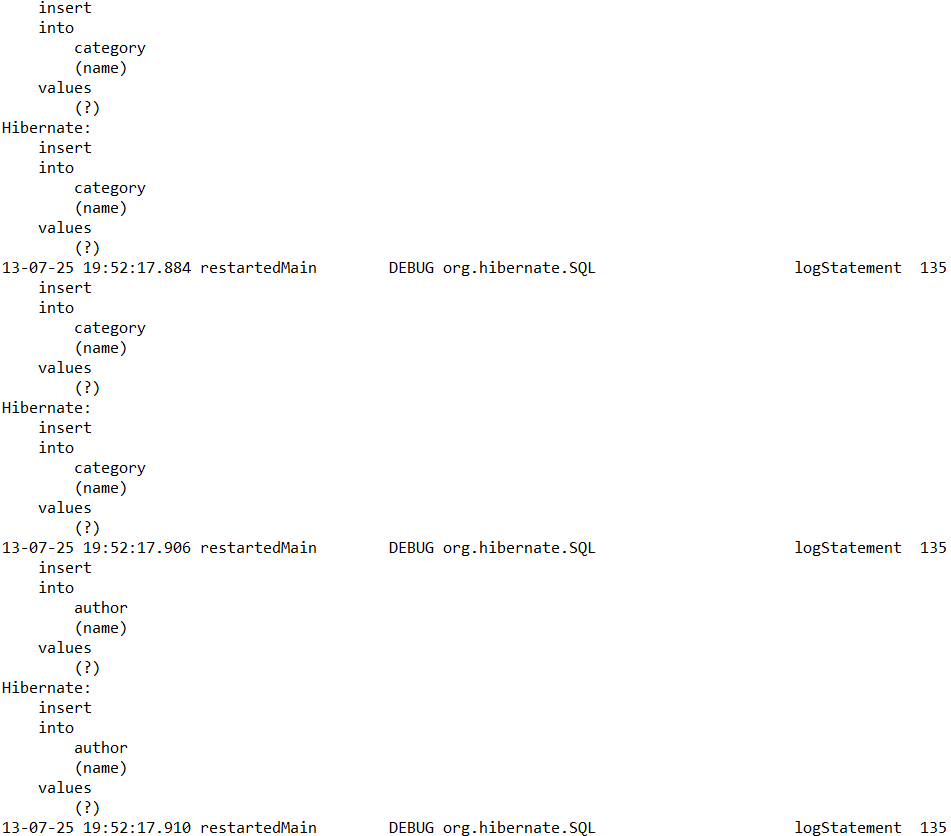 insert
    into
        category
        (name)
    values
        (?)
Hibernate:
    insert
    into
        category
        (name)
    values
        (?)
13-07-25 19:52:17.884 restartedMain        DEBUG org.hibernate.SQL                      logStatement  135
    insert
    into
        category
        (name)
    values
        (?)
Hibernate:
    insert
    into
        category
        (name)
    values
        (?)
13-07-25 19:52:17.906 restartedMain        DEBUG org.hibernate.SQL                      logStatement  135
    insert
    into
        author
        (name)
    values
        (?)
Hibernate:
    insert
    into
        author
        (name)
    values
        (?)
13-07-25 19:52:17.910 restartedMain        DEBUG org.hibernate.SQL                      logStatement  135